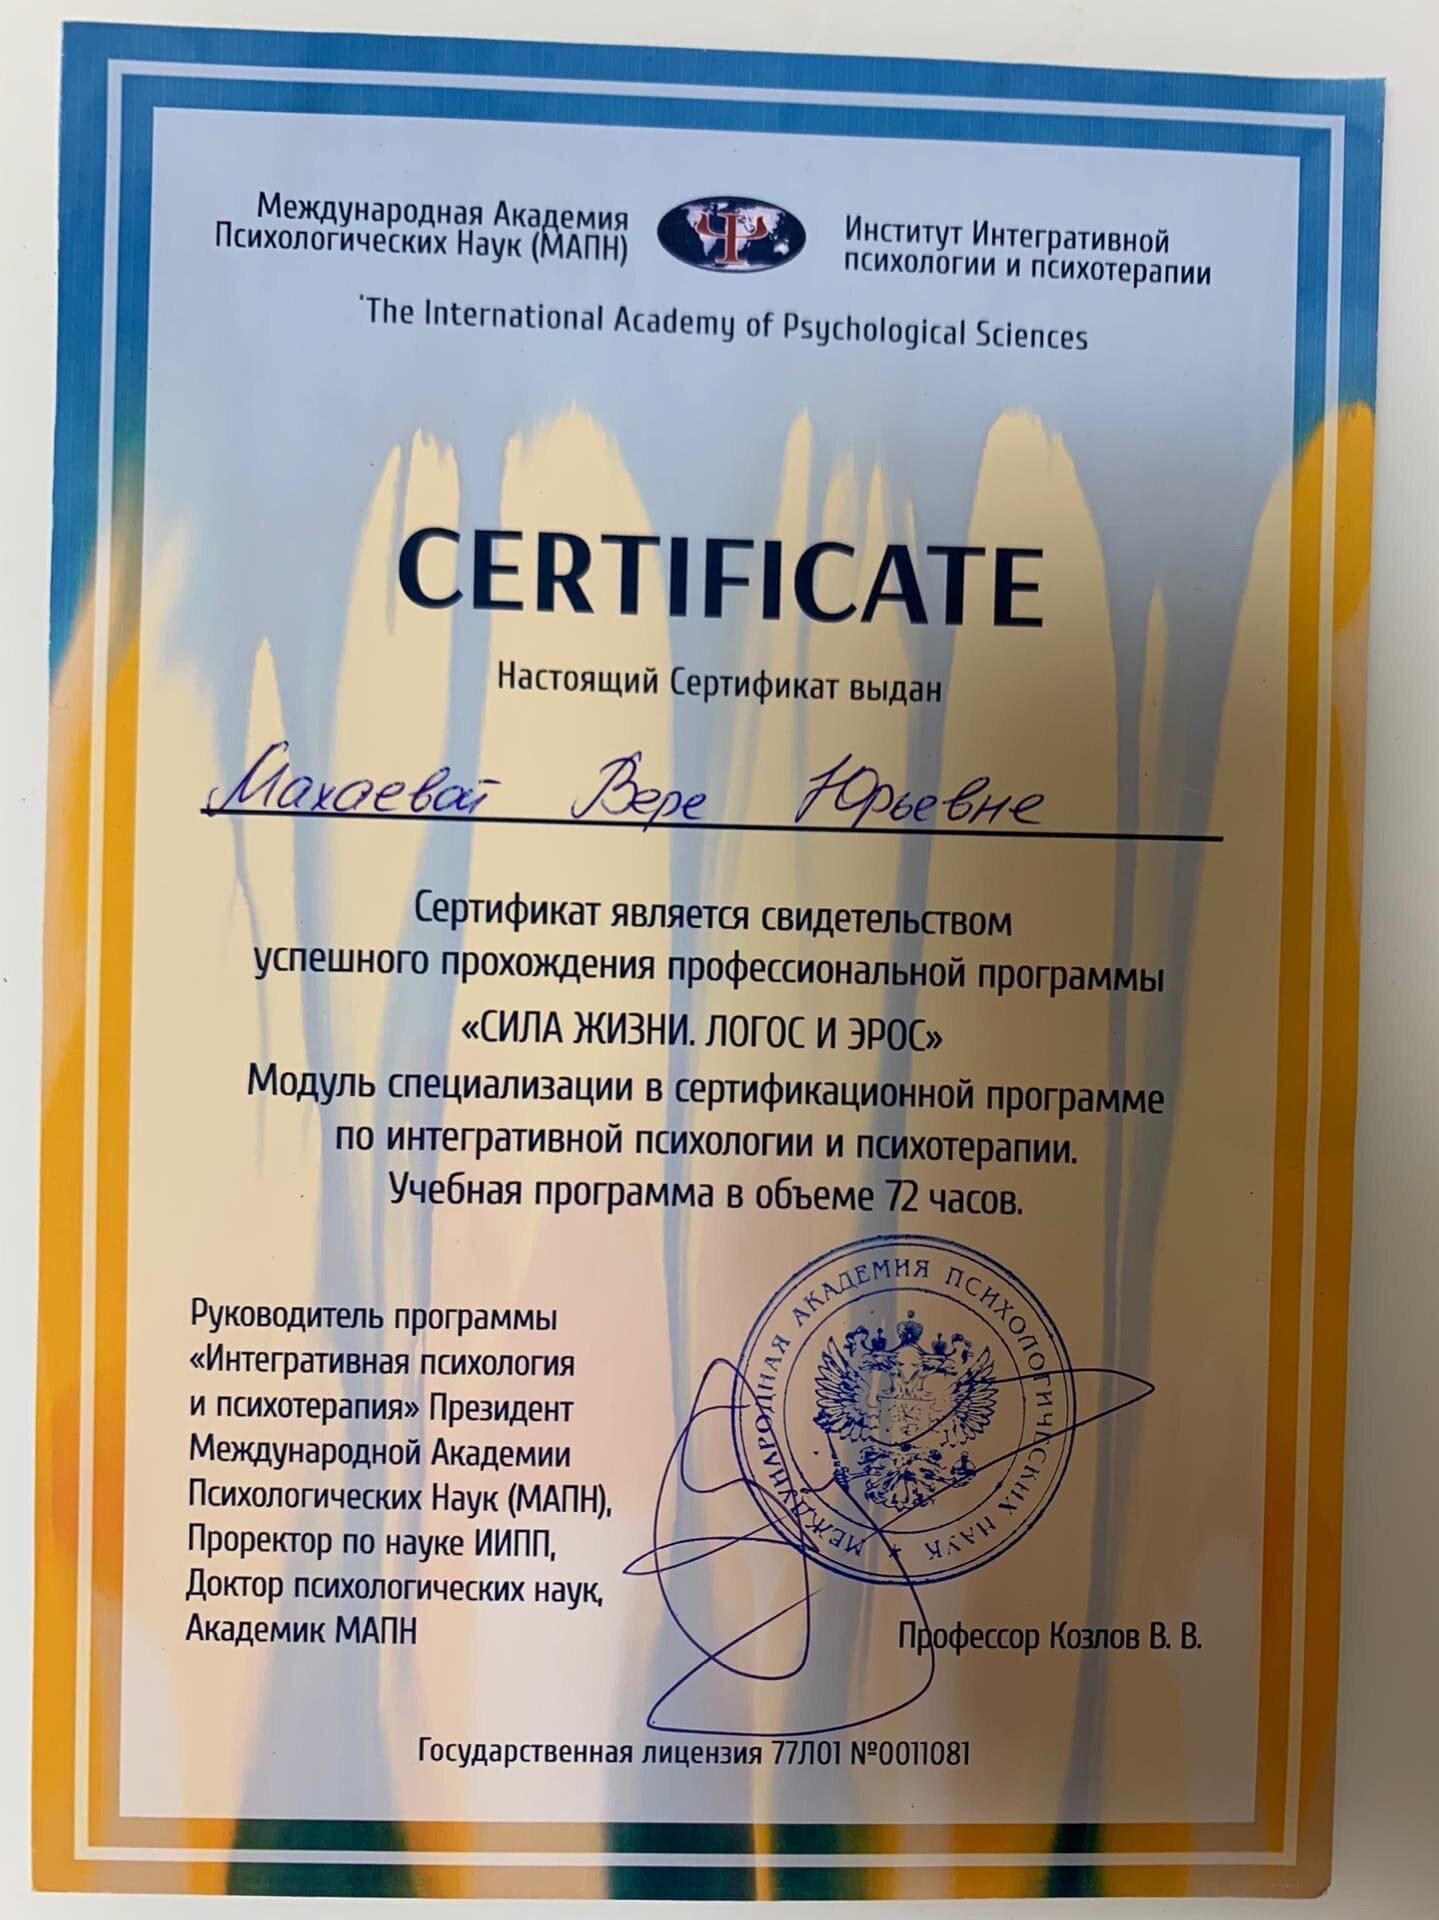 Международная Академия
Психологических Наук (МАПН)
Институт Интегративной
психологии и психотерапии
'The International Academy of Psychological Sciences
CERTIFICATE
Настоящий Сертификат выдан
Махаевой Вере Юрьевне
Сертификат является свидетельством
успешного прохождения профессиональной программы
«СИЛА ЖИЗНИ. ЛОГОС И ЭРОС»
Модуль специализации в сертификационной программе
по интегративной психологии и психотерапии.
Учебная программа в объеме 72 часов.
Руководитель программы
«Интегративная психология
и психотерапия» Президент
Международной Академии
Психологических Наук (МАПН),
Проректор по науке ИИПП,
Доктор психологических наук,
Академик МАПН
МЕЖДУНАРОДНАЯ АКАДЕМИЯ ПСИХОЛОГИЧЕСКИХ НАУК
Профессор Козлов В. В.
Государственная лицензия 77Л01 №0011081